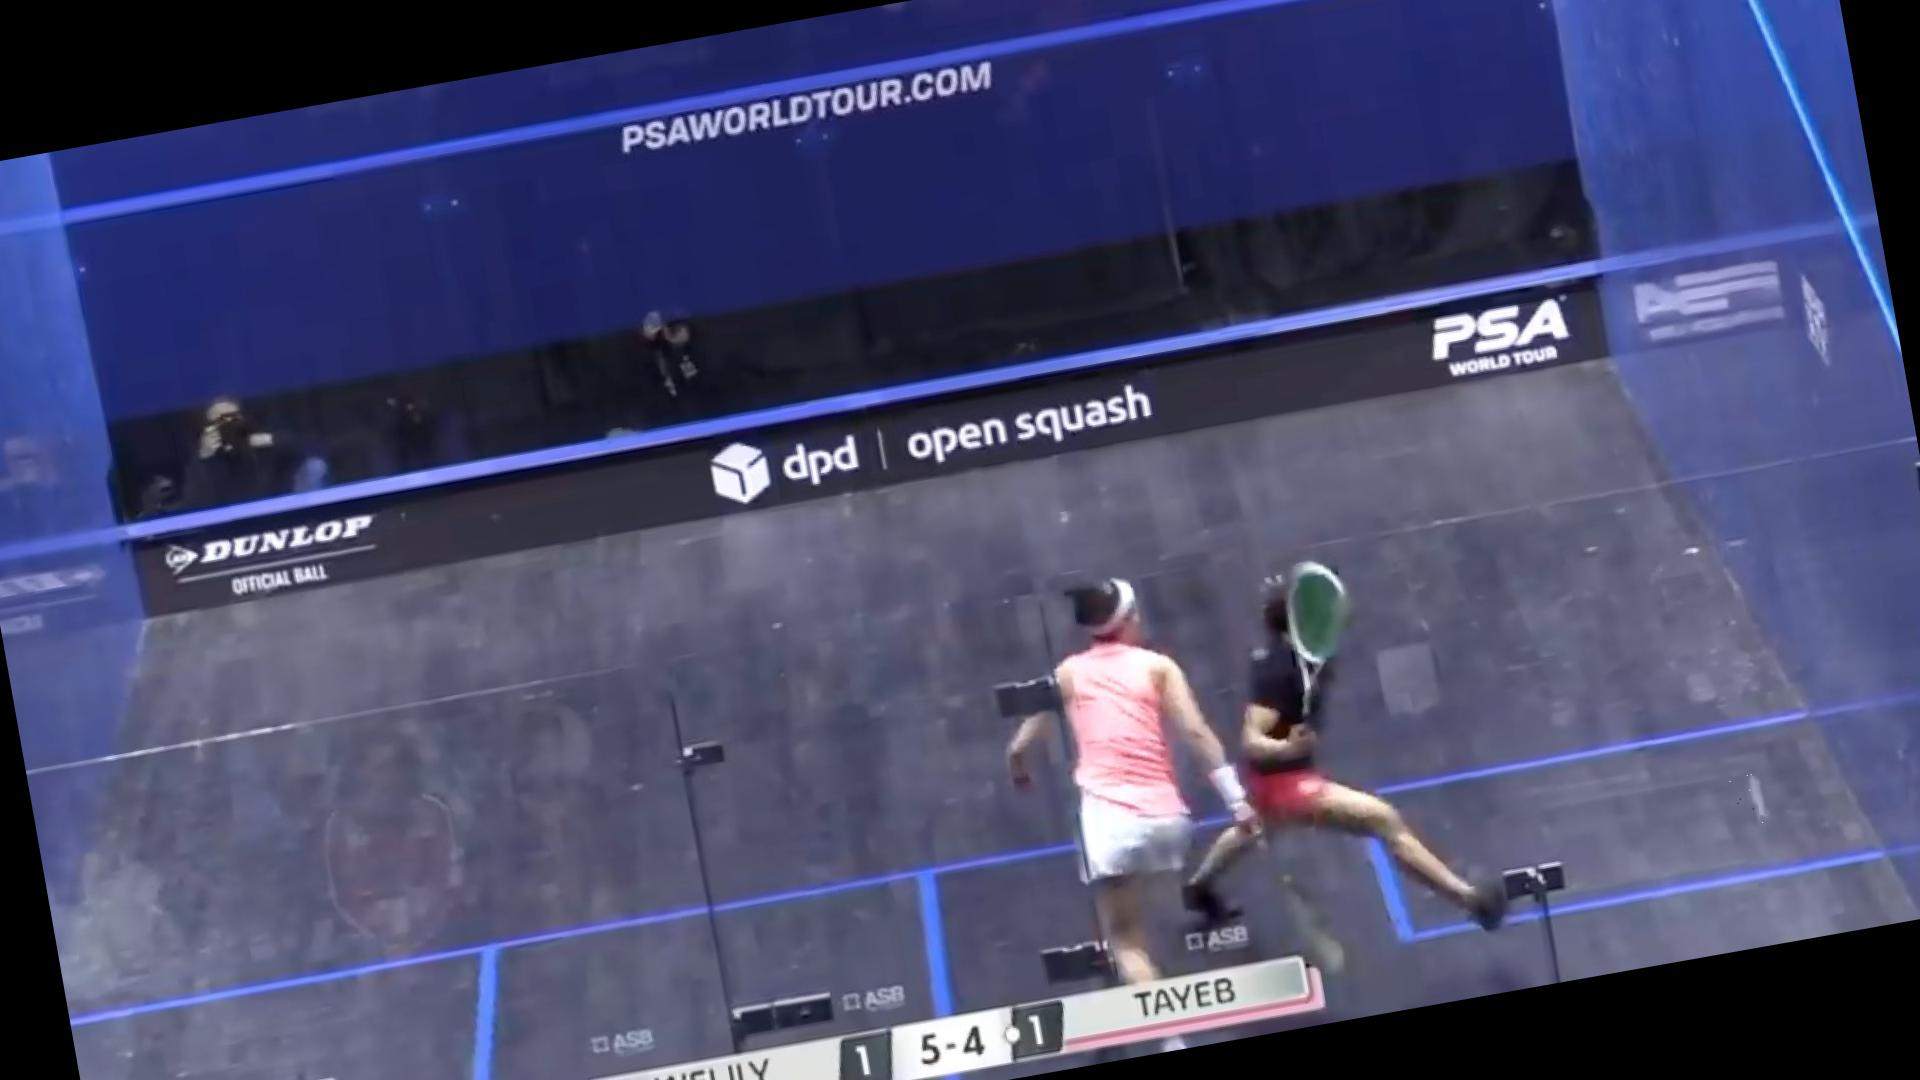 PSAWORLDTOUR.COM
PSA
WORLD TOUR
dpd | open squash
DUNLOP
OFFICIAL BALL
ASB
ASB
ASB
TAYEB
1 5-4 1